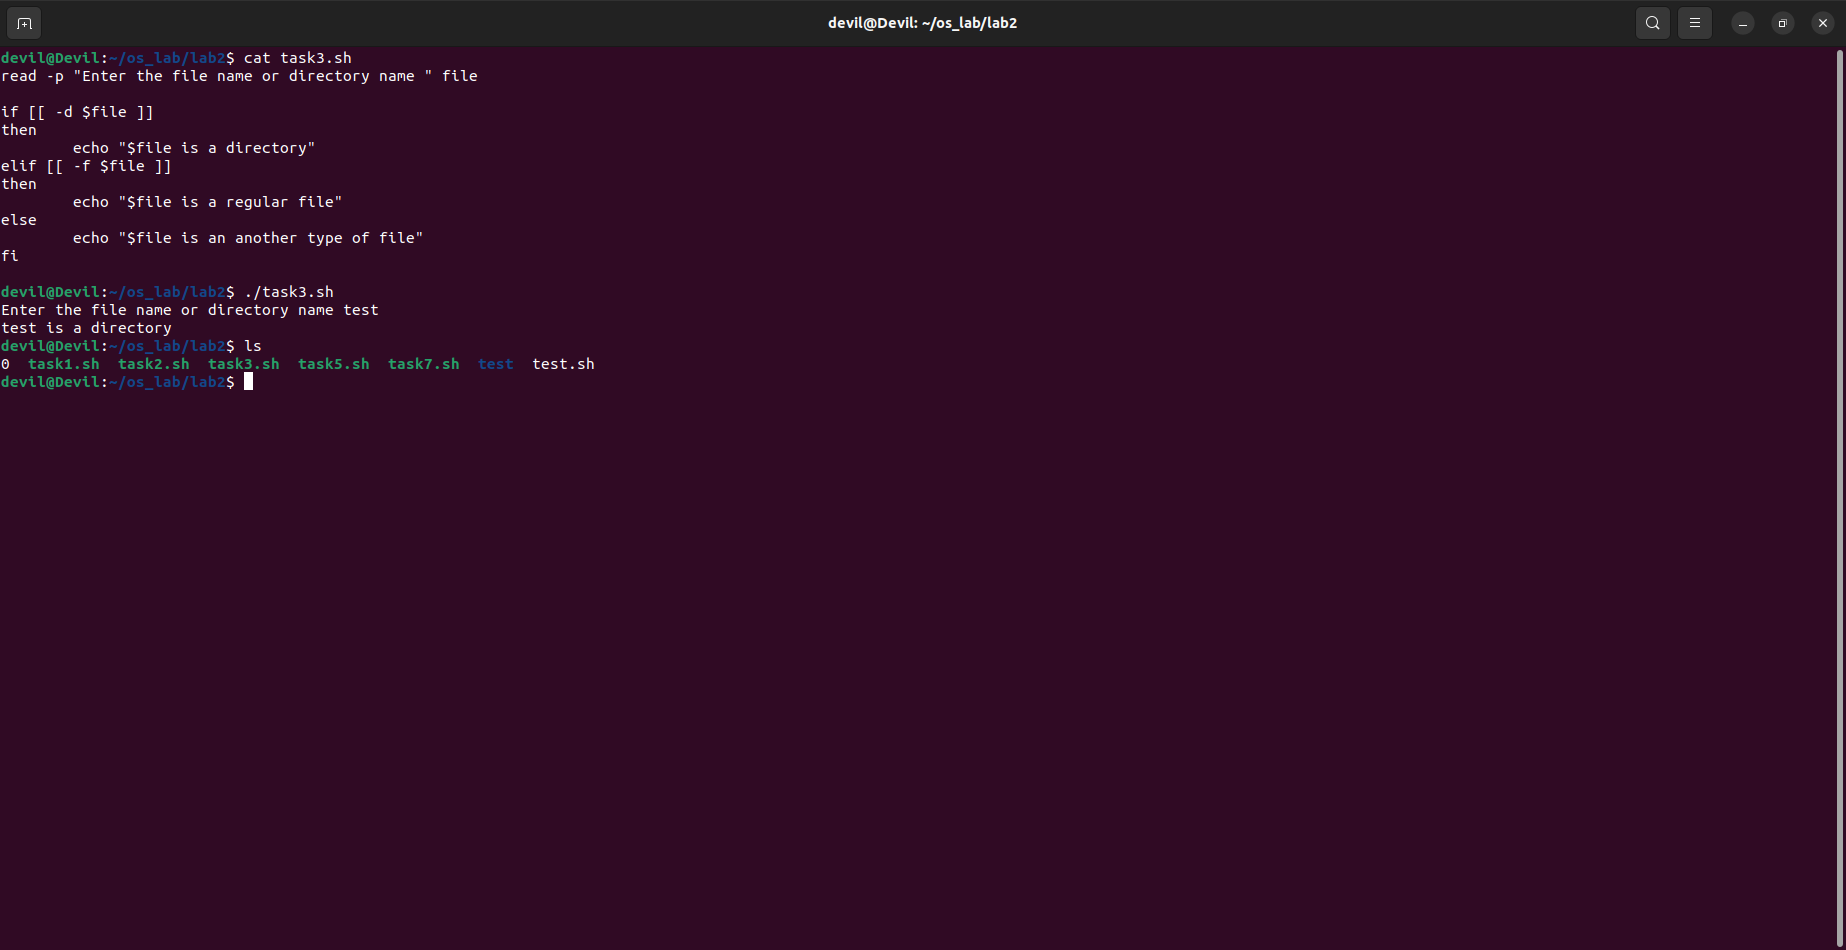 devil@Devil: ~/os_lab/lab2
devil@Devil:~/os_lab/lab2$ cat task3.sh
read -p "Enter the file name or directory name " file

if [[ -d $file ]]
then
        echo "$file is a directory"
elif [[ -f $file ]]
then
        echo "$file is a regular file"
else
        echo "$file is an another type of file"
fi

devil@Devil:~/os_lab/lab2$ ./task3.sh
Enter the file name or directory name test
test is a directory
devil@Devil:~/os_lab/lab2$ ls
0  task1.sh  task2.sh  task3.sh  task5.sh  task7.sh  test  test.sh
devil@Devil:~/os_lab/lab2$